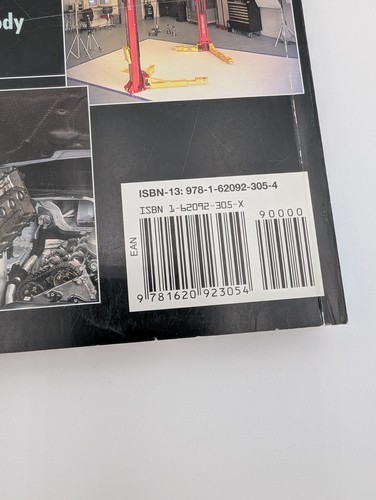 ody
ISBN-13: 978-1-62092-305-4
ISBN 1-62092-305-X
90000
EAN
9 781620 923054